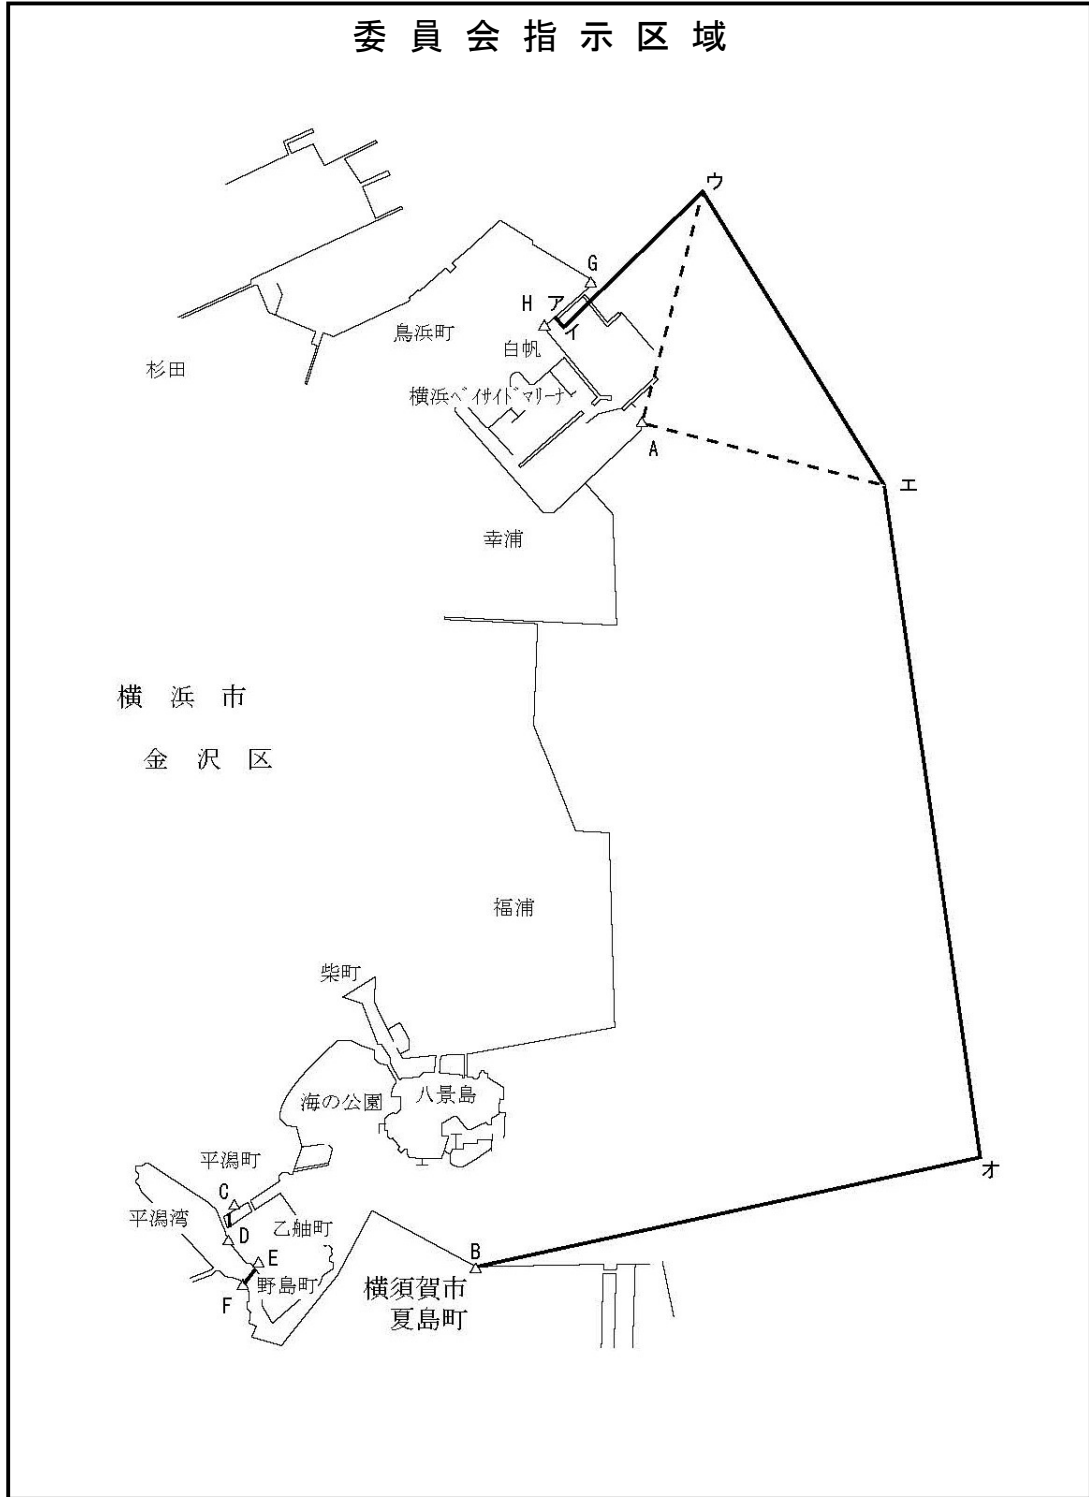 委員会指示区域
ウ
G
H
ア
イ
鳥浜町
白帆
杉田
横浜ﾍﾞｲｻｲﾄﾞﾏﾘｰﾅ
A
エ
幸浦
横浜市
金沢区
福浦
柴町
海の公園
八景島
平潟町
オ
C
平潟湾
D
乙舳町
E
B
野島町
F
横須賀市
夏島町